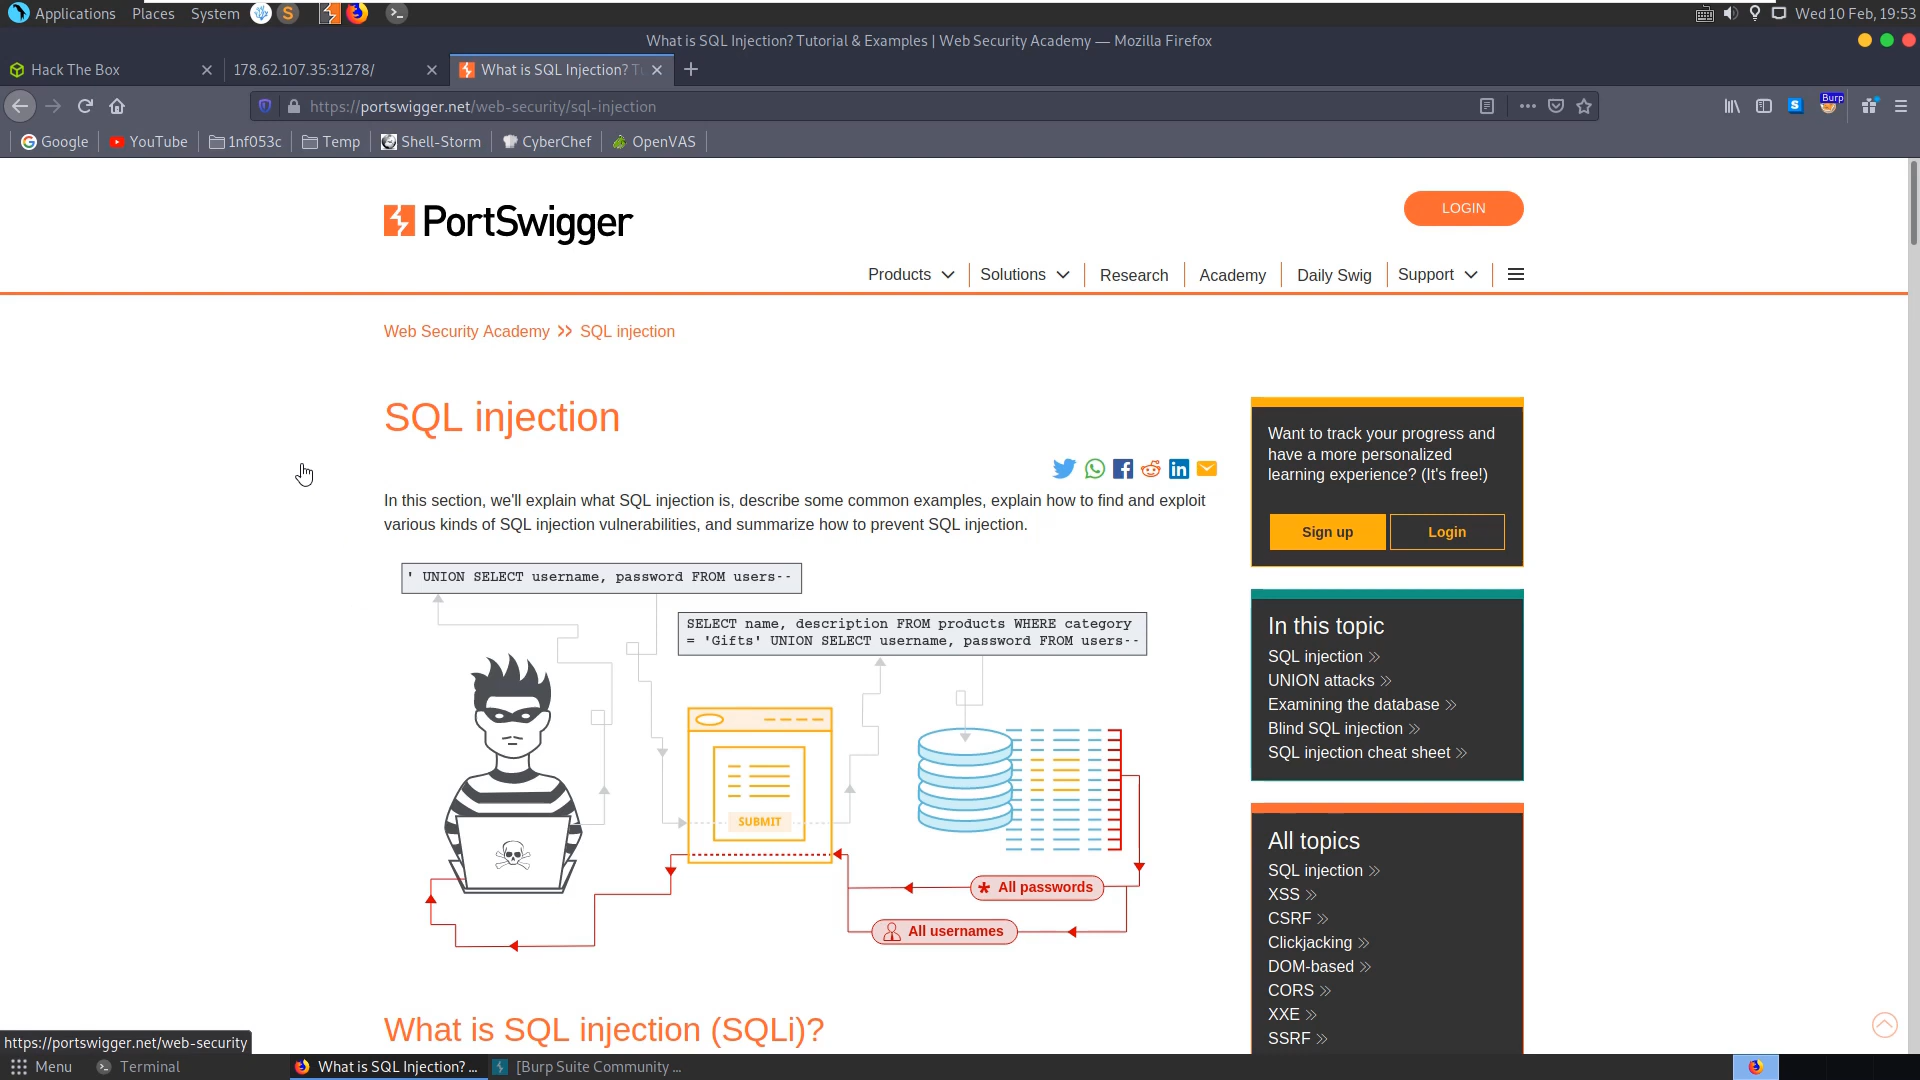 Applications Places System Wed 10 Feb, 19:53
What is SQL Injection? Tutorial & Examples | Web Security Academy — Mozilla Firefox
Hack The Box 178.62.107.35:31278/ What is SQL Injection? Tu
https://portswigger.net/web-security/sql-injection Burp
Google YouTube 1nf053c Temp Shell-Storm CyberChef OpenVAS
PortSwigger
LOGIN
Products Solutions Research Academy Daily Swig Support
Web Security Academy >> SQL injection
SQL injection
In this section, we'll explain what SQL injection is, describe some common examples, explain how to find and exploit
various kinds of SQL injection vulnerabilities, and summarize how to prevent SQL injection.
' UNION SELECT username, password FROM users--
SELECT name, description FROM products WHERE category
= 'Gifts' UNION SELECT username, password FROM users--
SUBMIT
* All passwords
All usernames
What is SQL injection (SQLi)?
Want to track your progress and
have a more personalized
learning experience? (It's free!)
Sign up Login
In this topic
SQL injection >>
UNION attacks >>
Examining the database >>
Blind SQL injection >>
SQL injection cheat sheet >>
All topics
SQL injection >>
XSS >>
CSRF >>
Clickjacking >>
DOM-based >>
CORS >>
XXE >>
SSRF >>
https://portswigger.net/web-security
Menu Terminal What is SQL Injection? ... [Burp Suite Community ...